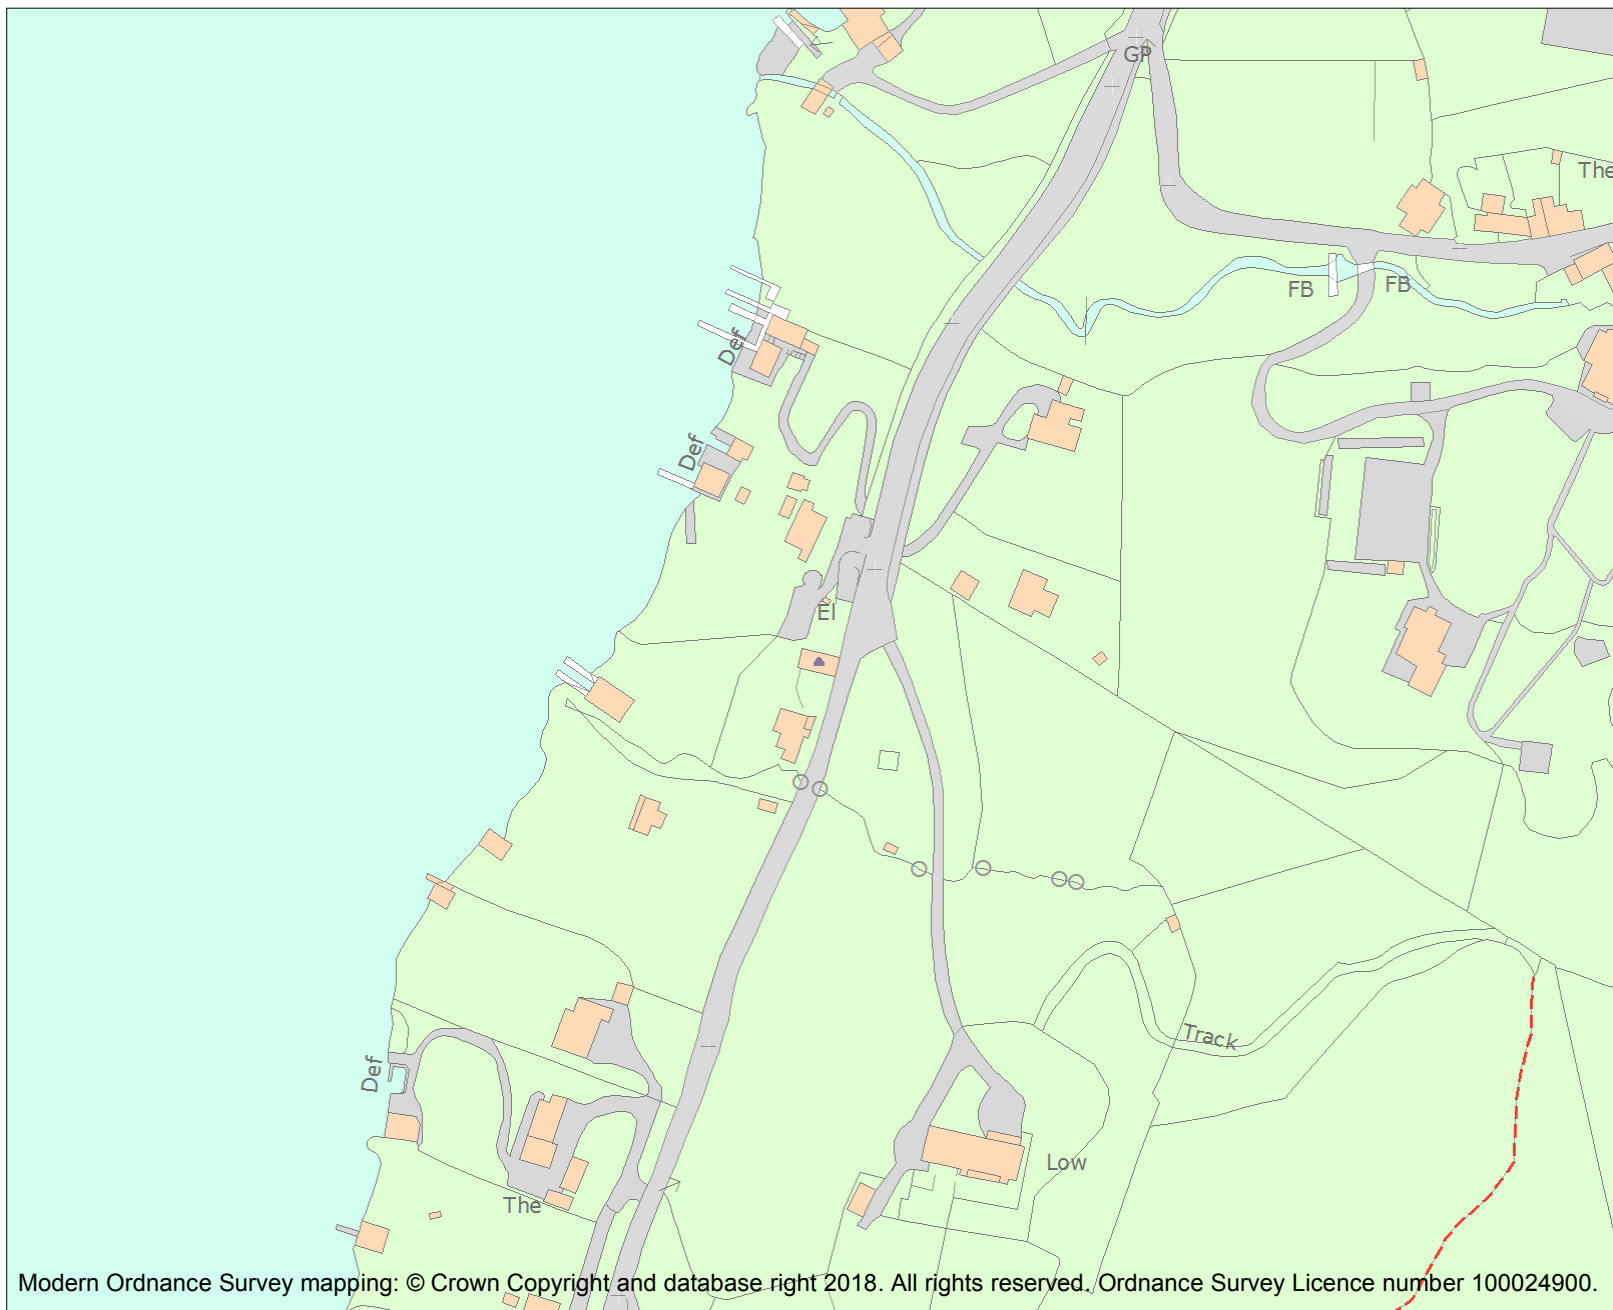 GP
The
FB
FB
Def
Def
El
Track
Def
Low
The
Modern Ordnance Survey mapping: © Crown Copyright and database right 2018. All rights reserved. Ordnance Survey Licence number 100024900.